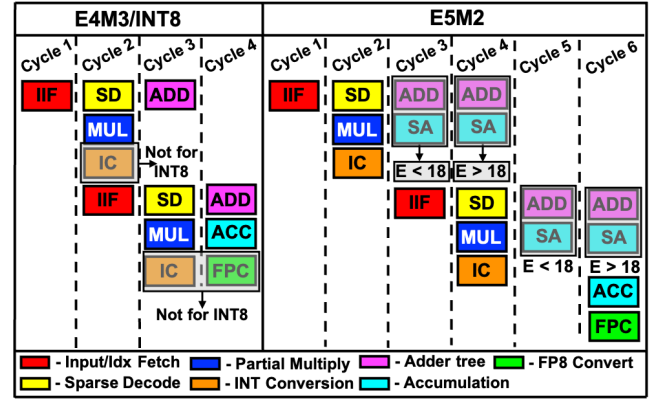 E4M3/INT8
E5M2
Cycle 1 Cycle 2 Cycle 3 Cycle 4 Cycle 1 Cycle 2 Cycle 3 Cycle 4 Cycle 5 Cycle 6
IIF SD ADD IIF SD ADD ADD
MUL MUL SA SA
IC Not for INT8 IC E < 18 E > 18
IIF SD ADD IIF SD ADD ADD
MUL ACC MUL SA SA
IC FPC IC E < 18 E > 18
Not for INT8 ACC
FPC
- Input/Idx Fetch - Partial Multiply - Adder tree - FP8 Convert
- Sparse Decode - INT Conversion - Accumulation